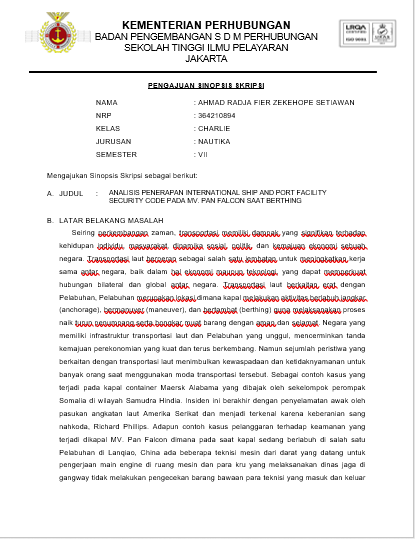 KEMENTERIAN PERHUBUNGAN
BADAN PENGEMBANGAN S D M PERHUBUNGAN
SEKOLAH TINGGI ILMU PELAYARAN
JAKARTA
LRQA
CERTIFIED
ISO 9001
PENGAJUAN SINOPSIS SKRIPSI
NAMA : AHMAD RADJA FIER ZEKEHOPE SETIAWAN
NRP : 364210894
KELAS : CHARLIE
JURUSAN : NAUTIKA
SEMESTER : VII
Mengajukan Sinopsis Skripsi sebagai berikut:
A. JUDUL : ANALISIS PENERAPAN INTERNATIONAL SHIP AND PORT FACILITY
SECURITY CODE PADA MV. PAN FALCON SAAT BERTHING
B. LATAR BELAKANG MASALAH
Seiring perkembangan zaman, transportasi memiliki dampak yang signifikan terhadap
kehidupan individu, masyarakat, dinamika sosial, politik, dan kemajuan ekonomi sebuah
negara. Transportasi laut berperan sebagai salah satu jembatan untuk meningkatkan kerja
sama antar negara, baik dalam hal ekonomi maupun teknologi, yang dapat memperkuat
hubungan bilateral dan global antar negara. Transportasi laut berkaitan erat dengan
Pelabuhan, Pelabuhan merupakan lokasi dimana kapal melakukan aktivitas berlabuh jangkar
(anchorage), bermanuver (maneuver), dan bertambat (berthing) guna melaksanakan proses
naik turun penumpang serta bongkar muat barang dengan aman dan selamat. Negara yang
memiliki infrastruktur transportasi laut dan Pelabuhan yang unggul, mencerminkan tanda
kemajuan perekonomian yang kuat dan terus berkembang. Namun sejumlah peristiwa yang
berkaitan dengan transportasi laut menimbulkan kewaspadaan dan ketidaknyamanan untuk
banyak orang saat menggunakan moda transportasi tersebut. Sebagai contoh kasus yang
terjadi pada kapal container Maersk Alabama yang dibajak oleh sekelompok perompak
Somalia di wilayah Samudra Hindia. Insiden ini berakhir dengan penyelamatan awak oleh
pasukan angkatan laut Amerika Serikat dan menjadi terkenal karena keberanian sang
nahkoda, Richard Phillips. Adapun contoh kasus pelanggaran terhadap keamanan yang
terjadi dikapal MV. Pan Falcon dimana pada saat kapal sedang berlabuh di salah satu
Pelabuhan di Lanqiao, China ada beberapa teknisi mesin dari darat yang datang untuk
pengerjaan main engine di ruang mesin dan para kru yang melaksanakan dinas jaga di
gangway tidak melakukan pengecekan barang bawaan para teknisi yang masuk dan keluar